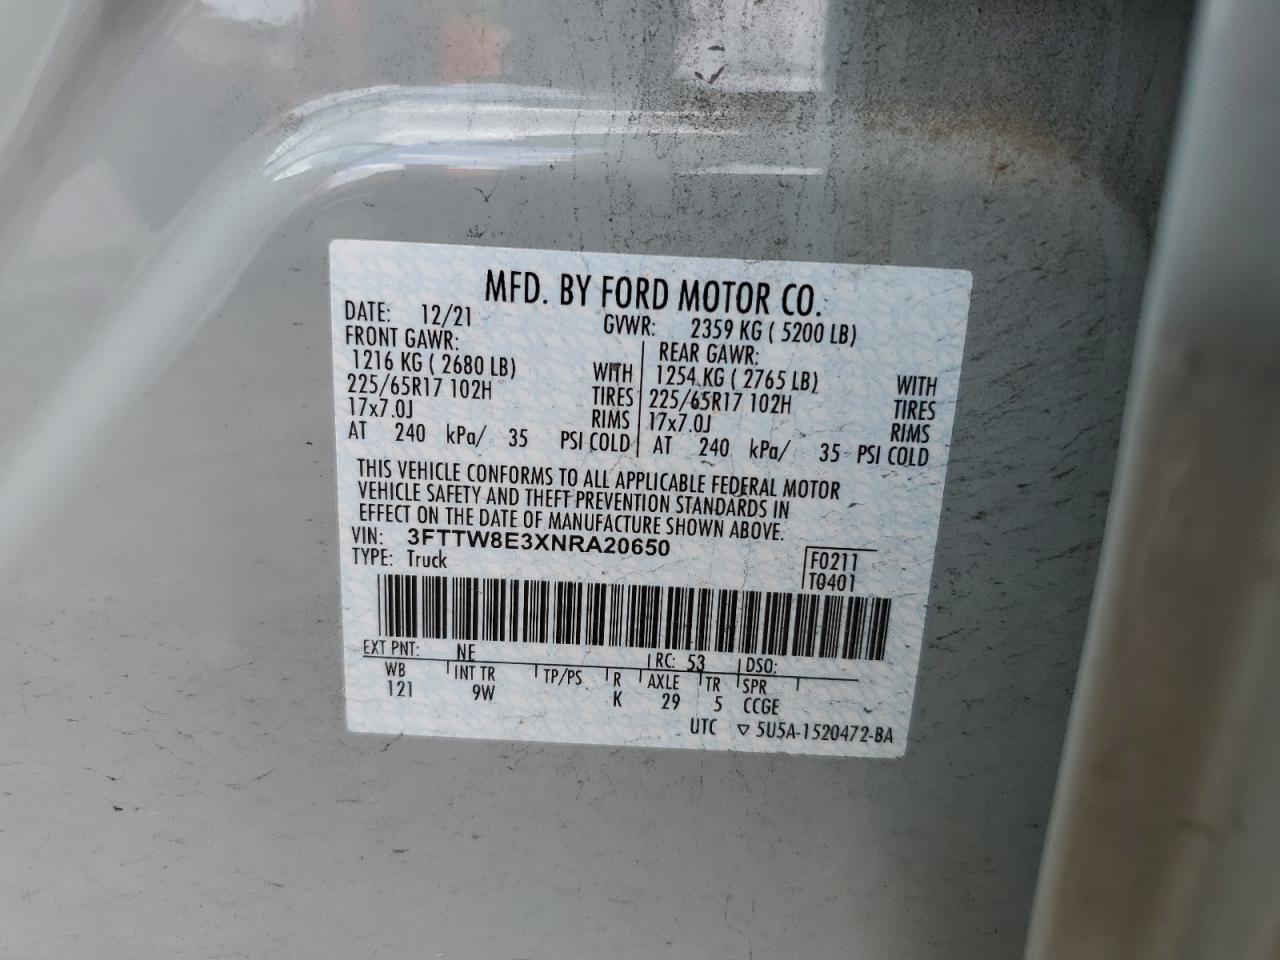 MFD. BY FORD MOTOR CO.
DATE: 12/21 GVWR: 2359 KG ( 5200 LB)
FRONT GAWR: REAR GAWR:
1216 KG ( 2680 LB) WITH 1254 KG ( 2765 LB) WITH
225/65R17 102H TIRES 225/65R17 102H TIRES
17x7.0J RIMS 17x7.0J RIMS
AT 240 kPa/ 35 PSI COLD AT 240 kPa/ 35 PSI COLD
THIS VEHICLE CONFORMS TO ALL APPLICABLE FEDERAL MOTOR
VEHICLE SAFETY AND THEFT PREVENTION STANDARDS IN
EFFECT ON THE DATE OF MANUFACTURE SHOWN ABOVE.
VIN: 3FTTW8E3XNRA20650
TYPE: Truck
F0211
T0401
EXT PNT: NE RC: 53 DSO:
WB INT TR TP/PS R AXLE TR SPR
121 9W K 29 5 CCGE
UTC ▽ 5U5A-1520472-BA